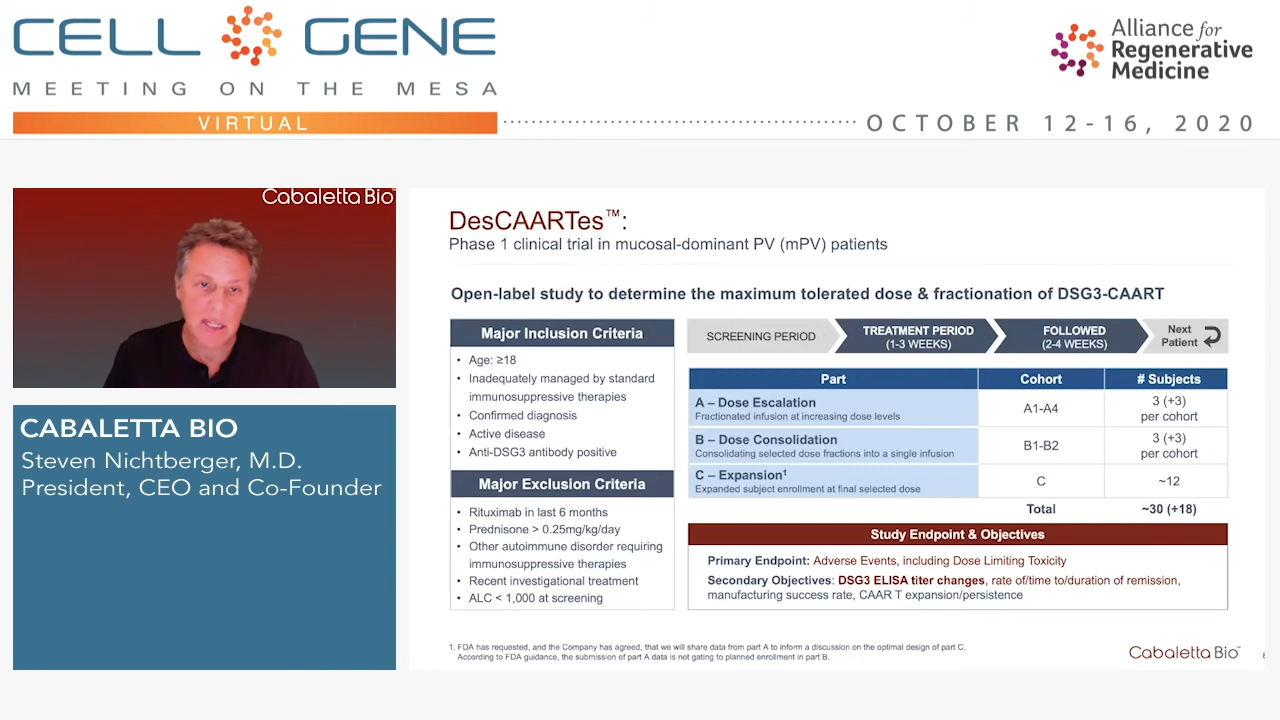 CELL GENE
MEETING ON THE MESA
VIRTUAL
OCTOBER 12-16, 2020
Alliance for
Regenerative
Medicine
Cabaletta Bio™
CABALETTA BIO
Steven Nichtberger, M.D.
President, CEO and Co-Founder
DesCAARTes™:
Phase 1 clinical trial in mucosal-dominant PV (mPV) patients
Open-label study to determine the maximum tolerated dose & fractionation of DSG3-CAART
Major Inclusion Criteria
• Age: ≥18
• Inadequately managed by standard
immunosuppressive therapies
• Confirmed diagnosis
• Active disease
• Anti-DSG3 antibody positive
Major Exclusion Criteria
• Rituximab in last 6 months
• Prednisone > 0.25mg/kg/day
• Other autoimmune disorder requiring
immunosuppressive therapies
• Recent investigational treatment
• ALC < 1,000 at screening
SCREENING PERIOD
TREATMENT PERIOD
(1-3 WEEKS)
FOLLOWED
(2-4 WEEKS)
Next
Patient
Part Cohort # Subjects
A – Dose Escalation
Fractionated infusion at increasing dose levels
A1-A4
3 (+3)
per cohort
B – Dose Consolidation
Consolidating selected dose fractions into a single infusion
B1-B2
3 (+3)
per cohort
C – Expansion¹
Expanded subject enrollment at final selected dose
C
~12
Total ~30 (+18)
Study Endpoint & Objectives
Primary Endpoint: Adverse Events, including Dose Limiting Toxicity
Secondary Objectives: DSG3 ELISA titer changes, rate of/time to/duration of remission,
manufacturing success rate, CAAR T expansion/persistence
1. FDA has requested, and the Company has agreed, that we will share data from part A to inform a discussion on the optimal design of part C.
According to FDA guidance, the submission of part A data is not gating to planned enrollment in part B.
Cabaletta Bio™